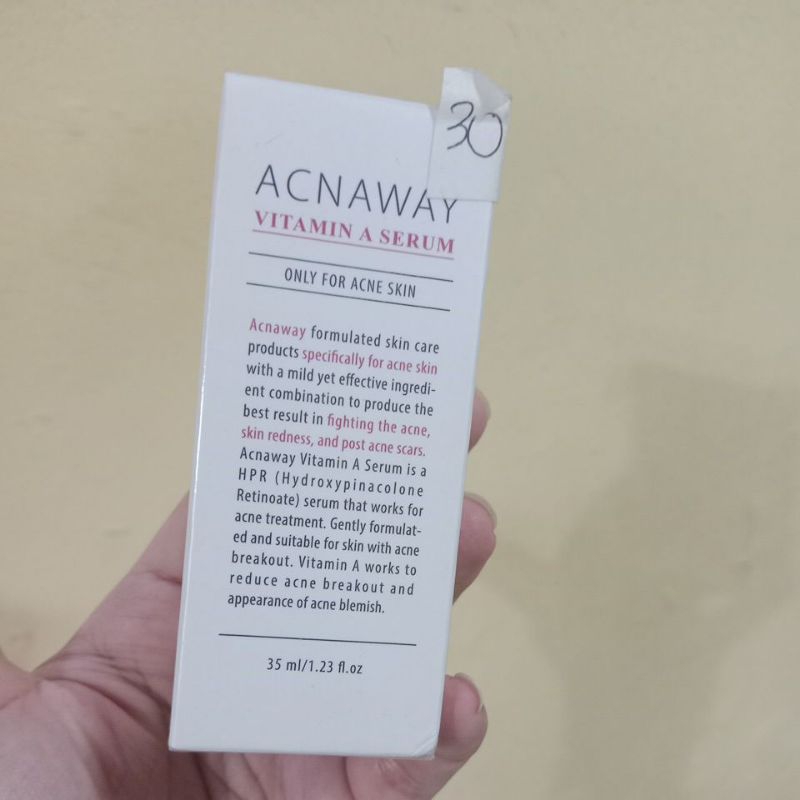 30
ACNAWAY
VITAMIN A SERUM
ONLY FOR ACNE SKIN
Acnaway formulated skin care
products specifically for acne skin
with a mild yet effective ingredi-
ent combination to produce the
best result in fighting the acne,
skin redness, and post acne scars.
Acnaway Vitamin A Serum is a
HPR (Hydroxypinacolone
Retinoate) serum that works for
acne treatment. Gently formulat-
ed and suitable for skin with acne
breakout. Vitamin A works to
reduce acne breakout and
appearance of acne blemish.
35 ml/1.23 fl.oz